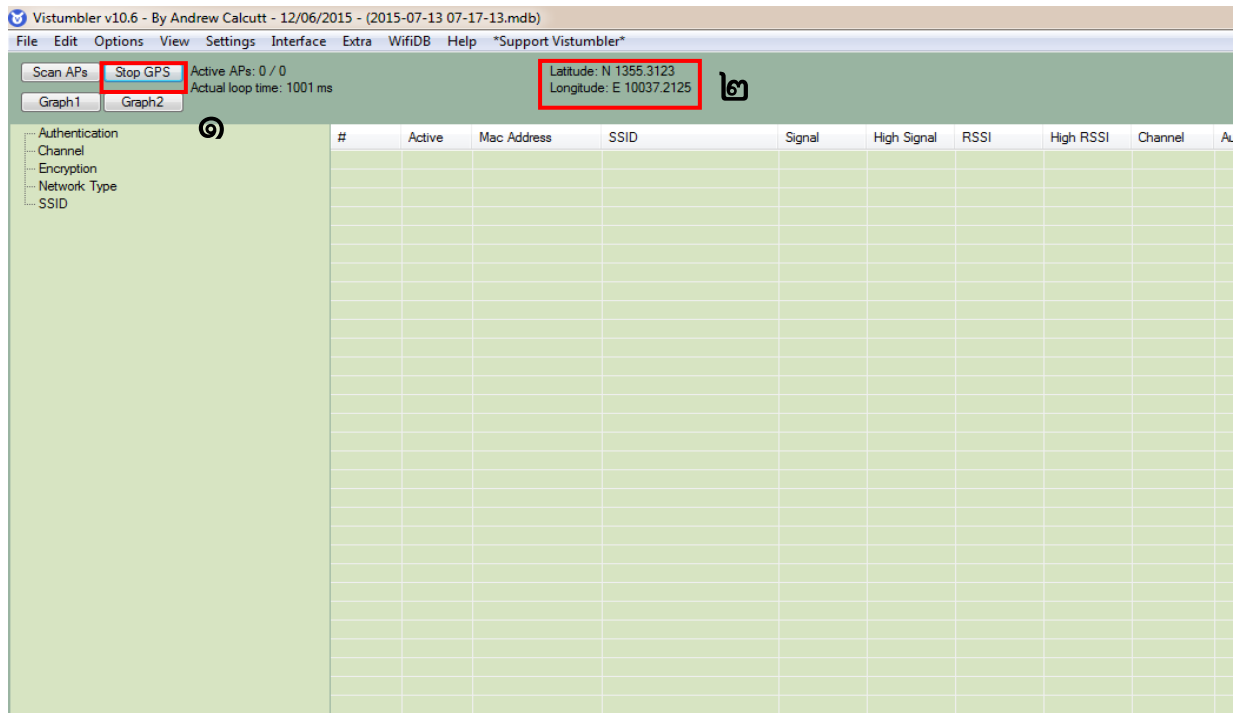 Vistumbler v10.6 - By Andrew Calcutt - 12/06/2015 - (2015-07-13 07-17-13.mdb)
File Edit Options View Settings Interface Extra WifiDB Help *Support Vistumbler*
Scan APs Stop GPS Active APs: 0 / 0 Latitude: N 1355.3123
Actual loop time: 1001 ms Longitude: E 10037.2125 ๒
Graph1 Graph2
๑
Authentication
Channel
Encryption
Network Type
SSID
# Active Mac Address SSID Signal High Signal RSSI High RSSI Channel Au